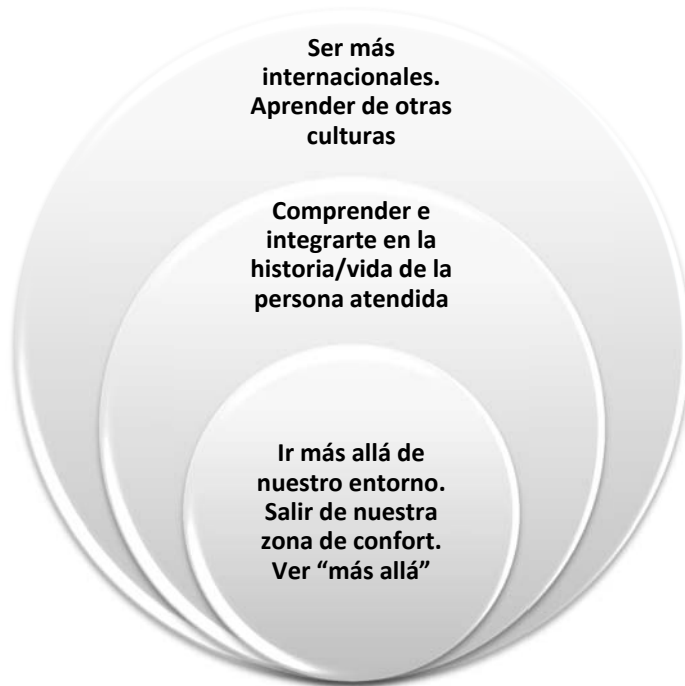 Ser más
internacionales.
Aprender de otras
culturas
Comprender e
integrarte en la
historia/vida de la
persona atendida
Ir más allá de
nuestro entorno.
Salir de nuestra
zona de confort.
Ver “más allá”